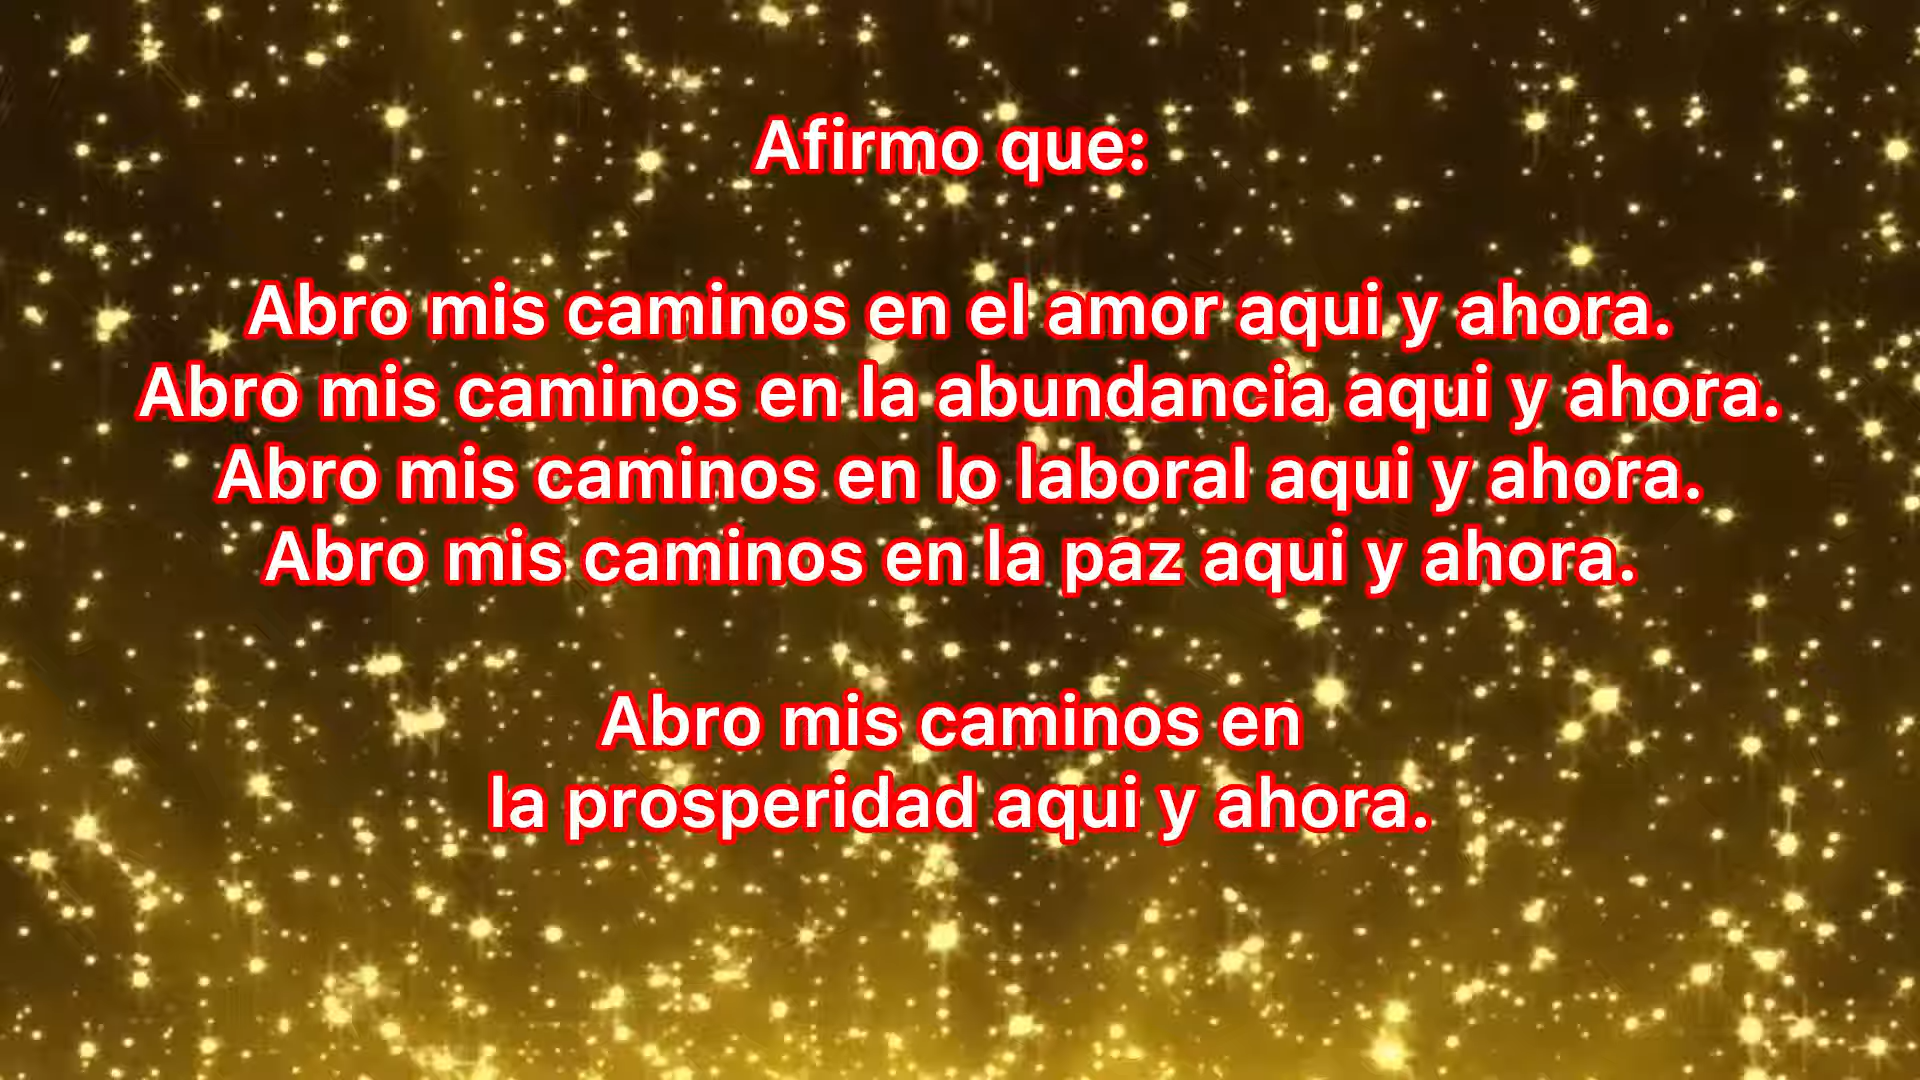 Afirmo que:
Abro mis caminos en el amor aqui y ahora.
Abro mis caminos en la abundancia aqui y ahora.
Abro mis caminos en lo laboral aqui y ahora.
Abro mis caminos en la paz aqui y ahora.
Abro mis caminos en
la prosperidad aqui y ahora.